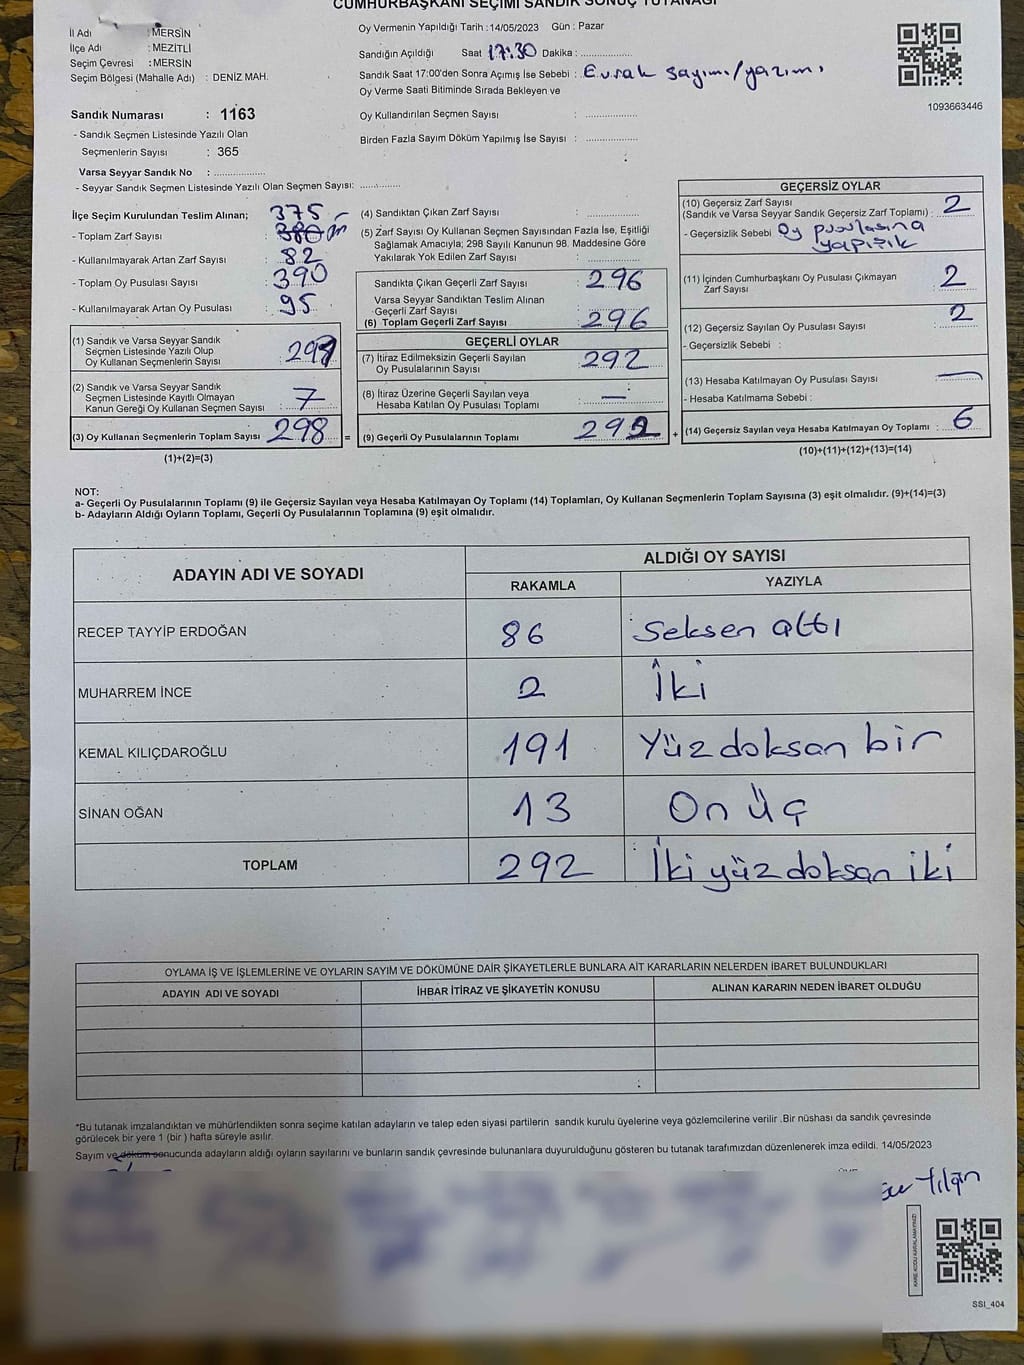 CUMHURBAŞKANI SEÇİMİ SANDIK SONUÇ TUTANAĞI
İl Adı : MERSİN
İlçe Adı : MEZİTLİ
Seçim Çevresi : MERSİN
Seçim Bölgesi (Mahalle Adı) : DENİZ MAH.
Sandık Numarası : 1163
- Sandık Seçmen Listesinde Yazılı Olan
Seçmenlerin Sayısı : 365
Varsa Seyyar Sandık No : ....................
- Seyyar Sandık Seçmen Listesinde Yazılı Olan Seçmen Sayısı: ............
Oy Vermenin Yapıldığı Tarih : 14/05/2023 Gün : Pazar
Sandığın Açıldığı Saat 17:30 Dakika : ................
Sandık Saat 17:00'den Sonra Açımış İse Sebebi : Evrak sayımı/yazımı
Oy Verme Saati Bitiminde Sırada Bekleyen ve
Oy Kullandırılan Seçmen Sayısı : ................
Birden Fazla Sayım Döküm Yapılmış İse Sayısı : ................
1093663446
İlçe Seçim Kurulundan Teslim Alınan; 375
- Toplam Zarf Sayısı : 380
- Kullanılmayarak Artan Zarf Sayısı : 82
- Toplam Oy Pusulası Sayısı : 390
- Kullanılmayarak Artan Oy Pusulası : 95
(1) Sandık ve Varsa Seyyar Sandık
Seçmen Listesinde Yazılı Olup
Oy Kullanan Seçmenlerin Sayısı : 291
(2) Sandık ve Varsa Seyyar Sandık
Seçmen Listesinde Kayıtlı Olmayan
Kanun Gereği Oy Kullanan Seçmen Sayısı : 7
(3) Oy Kullanan Seçmenlerin Toplam Sayısı : 298 =
(1)+(2)=(3)
(4) Sandıktan Çıkan Zarf Sayısı : ................
(5) Zarf Sayısı Oy Kullanan Seçmen Sayısından Fazla İse, Eşitliği
Sağlamak Amacıyla; 298 Sayılı Kanunun 98. Maddesine Göre
Yakılarak Yok Edilen Zarf Sayısı : ................
Sandıkta Çıkan Geçerli Zarf Sayısı : 296
Varsa Seyyar Sandıktan Teslim Alınan
Geçerli Zarf Sayısı : ................
(6) Toplam Geçerli Zarf Sayısı : 296
GEÇERLİ OYLAR
(7) İtiraz Edilmeksizin Geçerli Sayılan
Oy Pusulalarının Sayısı : 292
(8) İtiraz Üzerine Geçerli Sayılan veya
Hesaba Katılan Oy Pusulası Toplamı : —
(9) Geçerli Oy Pusulalarının Toplamı : 292 +
GEÇERSİZ OYLAR
(10) Geçersiz Zarf Sayısı
(Sandık ve Varsa Seyyar Sandık Geçersiz Zarf Toplamı) : 2
- Geçersizlik Sebebi : Oy pusulasına
yapışık
(11) İçinden Cumhurbaşkanı Oy Pusulası Çıkmayan
Zarf Sayısı : 2
(12) Geçersiz Sayılan Oy Pusulası Sayısı : 2
- Geçersizlik Sebebi :
(13) Hesaba Katılmayan Oy Pusulası Sayısı : —
- Hesaba Katılmama Sebebi :
(14) Geçersiz Sayılan veya Hesaba Katılmayan Oy Toplamı : 6
(10)+(11)+(12)+(13)=(14)
NOT:
a- Geçerli Oy Pusulalarının Toplamı (9) ile Geçersiz Sayılan veya Hesaba Katılmayan Oy Toplamı (14) Toplamları, Oy Kullanan Seçmenlerin Toplam Sayısına (3) eşit olmalıdır. (9)+(14)=(3)
b- Adayların Aldığı Oyların Toplamı, Geçerli Oy Pusulalarının Toplamına (9) eşit olmalıdır.
ADAYIN ADI VE SOYADI ALDIĞI OY SAYISI
RAKAMLA YAZIYLA
RECEP TAYYİP ERDOĞAN 86 Seksen altı
MUHARREM İNCE 2 İki
KEMAL KILIÇDAROĞLU 191 Yüz doksan bir
SİNAN OĞAN 13 On üç
TOPLAM 292 İki yüz doksan iki
OYLAMA İŞ VE İŞLEMLERİNE VE OYLARIN SAYIM VE DÖKÜMÜNE DAİR ŞİKAYETLERLE BUNLARA AİT KARARLARIN NELERDEN İBARET BULUNDUKLARI
ADAYIN ADI VE SOYADI İHBAR İTİRAZ VE ŞİKAYETİN KONUSU ALINAN KARARIN NEDEN İBARET OLDUĞU
*Bu tutanak imzalandıktan ve mühürlendikten sonra seçime katılan adayların ve talep eden siyasi partilerin sandık kurulu üyelerine veya gözlemcilerine verilir .Bir nüshası da sandık çevresinde
görülecek bir yere 1 (bir ) hafta süreyle asılır.
Sayım ve döküm sonucunda adayların aldığı oyların sayılarını ve bunların sandık çevresinde bulunanlara duyurulduğunu gösteren bu tutanak tarafımızdan düzenlenerek imza edildi. 14/05/2023
KARE KODU KARALAMAYINIZ!
SSI_404